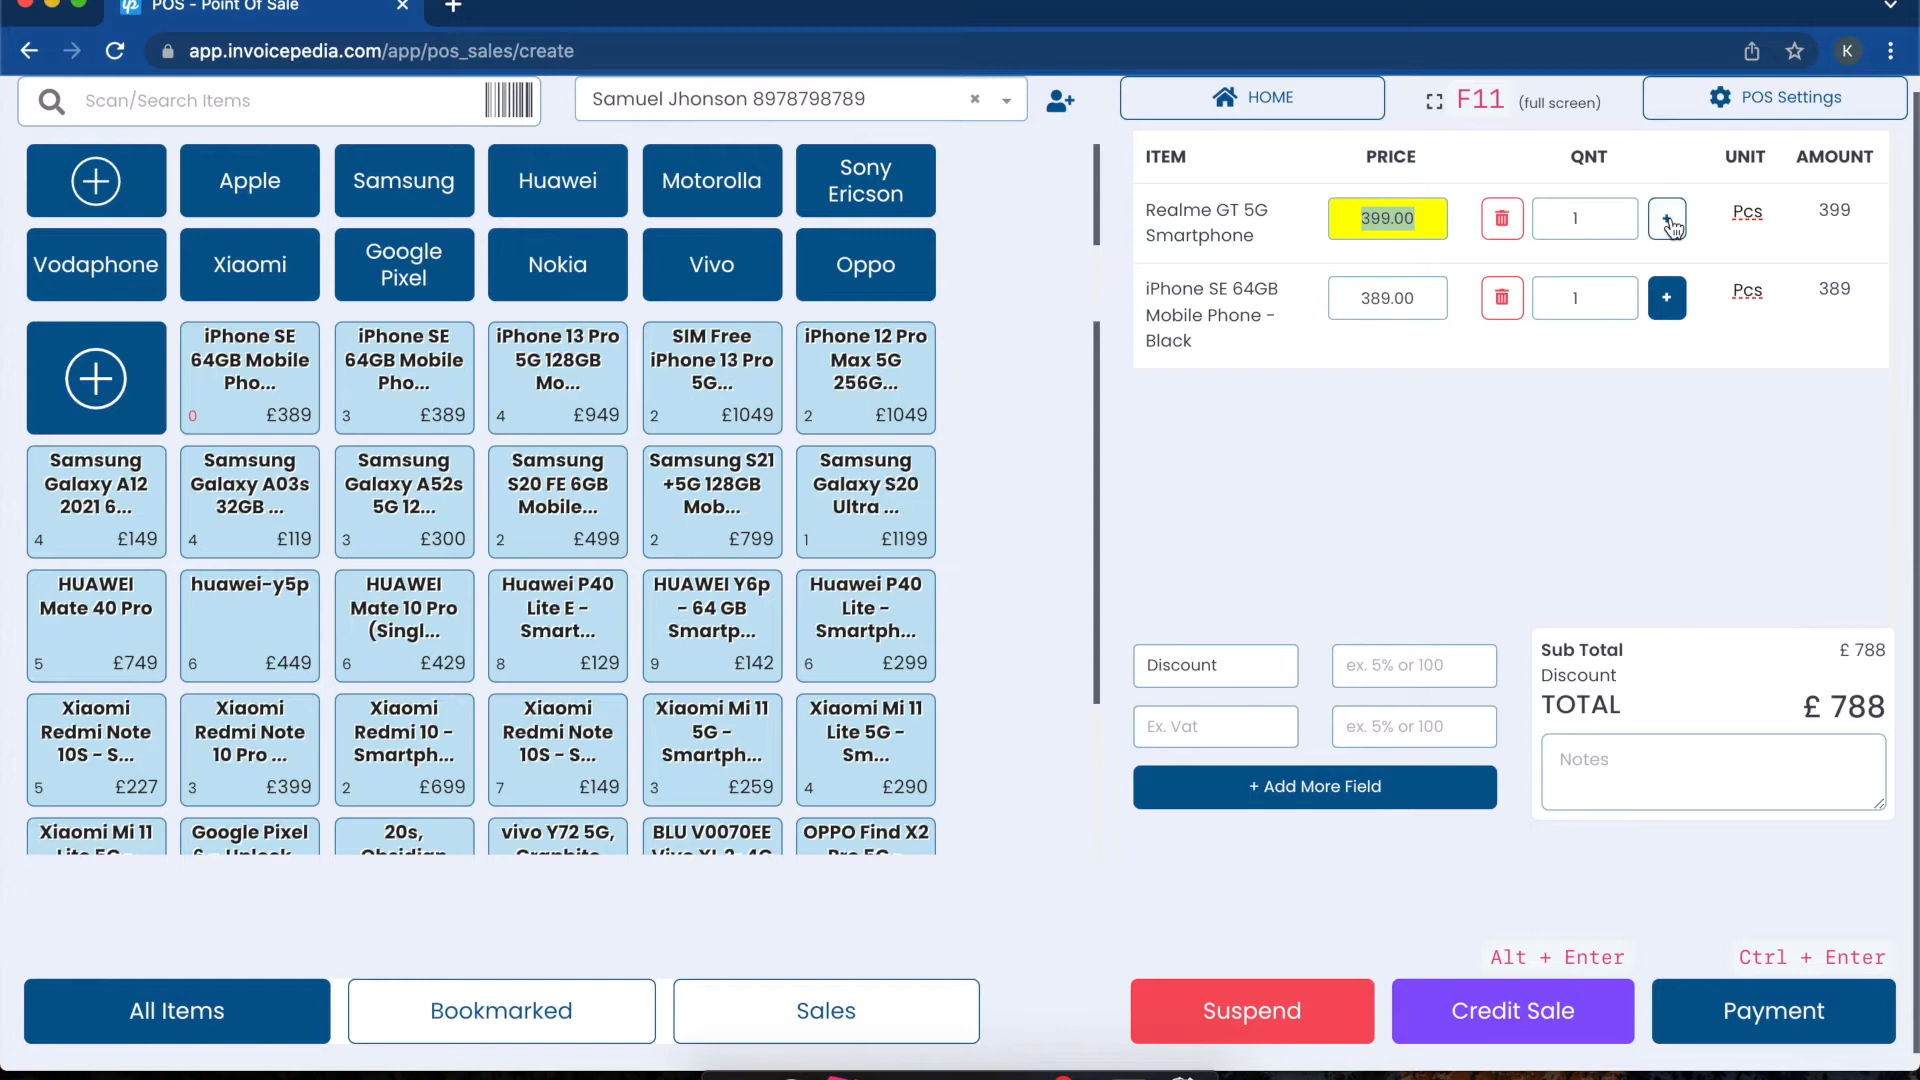 POS - Point Of Sale
app.invoicepedia.com/app/pos_sales/create
K
Scan/Search Items
Samuel Jhonson 8978798789
HOME
F11 (full screen)
POS Settings
Apple
Samsung
Huawei
Motorolla
Sony
Ericson
Vodaphone
Xiaomi
Google
Pixel
Nokia
Vivo
Oppo
iPhone SE
64GB Mobile
Pho...
0 £389
iPhone SE
64GB Mobile
Pho...
3 £389
iPhone 13 Pro
5G 128GB
Mo...
4 £949
SIM Free
iPhone 13 Pro
5G...
2 £1049
iPhone 12 Pro
Max 5G
256G...
2 £1049
Samsung
Galaxy A12
2021 6...
4 £149
Samsung
Galaxy A03s
32GB ...
4 £119
Samsung
Galaxy A52s
5G 12...
3 £300
Samsung
S20 FE 6GB
Mobile...
2 £499
Samsung S21
+5G 128GB
Mob...
2 £799
Samsung
Galaxy S20
Ultra ...
1 £1199
HUAWEI
Mate 40 Pro
5 £749
huawei-y5p
6 £449
HUAWEI
Mate 10 Pro
(Singl...
6 £429
Huawei P40
Lite E -
Smart...
8 £129
HUAWEI Y6p
- 64 GB
Smartp...
9 £142
Huawei P40
Lite -
Smartph...
6 £299
Xiaomi
Redmi Note
10S - S...
5 £227
Xiaomi
Redmi Note
10 Pro ...
3 £399
Xiaomi
Redmi 10 -
Smartph...
2 £699
Xiaomi
Redmi Note
10S - S...
7 £149
Xiaomi Mi 11
5G -
Smartph...
3 £259
Xiaomi Mi 11
Lite 5G -
Sm...
4 £290
Xiaomi Mi 11
Lite 5G -
Google Pixel
20s,
vivo Y72 5G,
BLU V0070EE
OPPO Find X2
ITEM PRICE QNT UNIT AMOUNT
Realme GT 5G
Smartphone
399.00 1 + Pcs 399
iPhone SE 64GB
Mobile Phone -
Black
389.00 1 + Pcs 389
Discount
ex. 5% or 100
Ex. Vat
ex. 5% or 100
+ Add More Field
Sub Total £ 788
Discount
TOTAL £ 788
Notes
Alt + Enter
Ctrl + Enter
All Items
Bookmarked
Sales
Suspend
Credit Sale
Payment